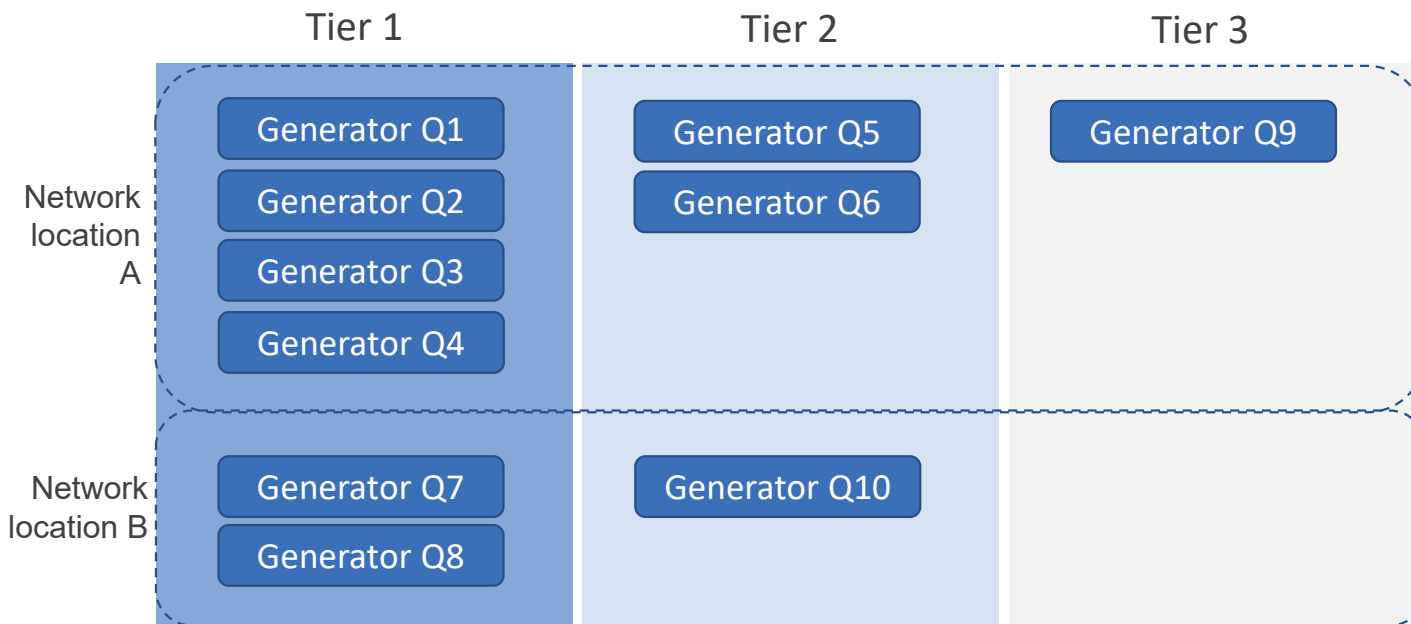 Tier 1
Tier 2
Tier 3
Network
location
A
Generator Q1
Generator Q2
Generator Q3
Generator Q4
Generator Q5
Generator Q6
Generator Q9
Network
location B
Generator Q7
Generator Q8
Generator Q10